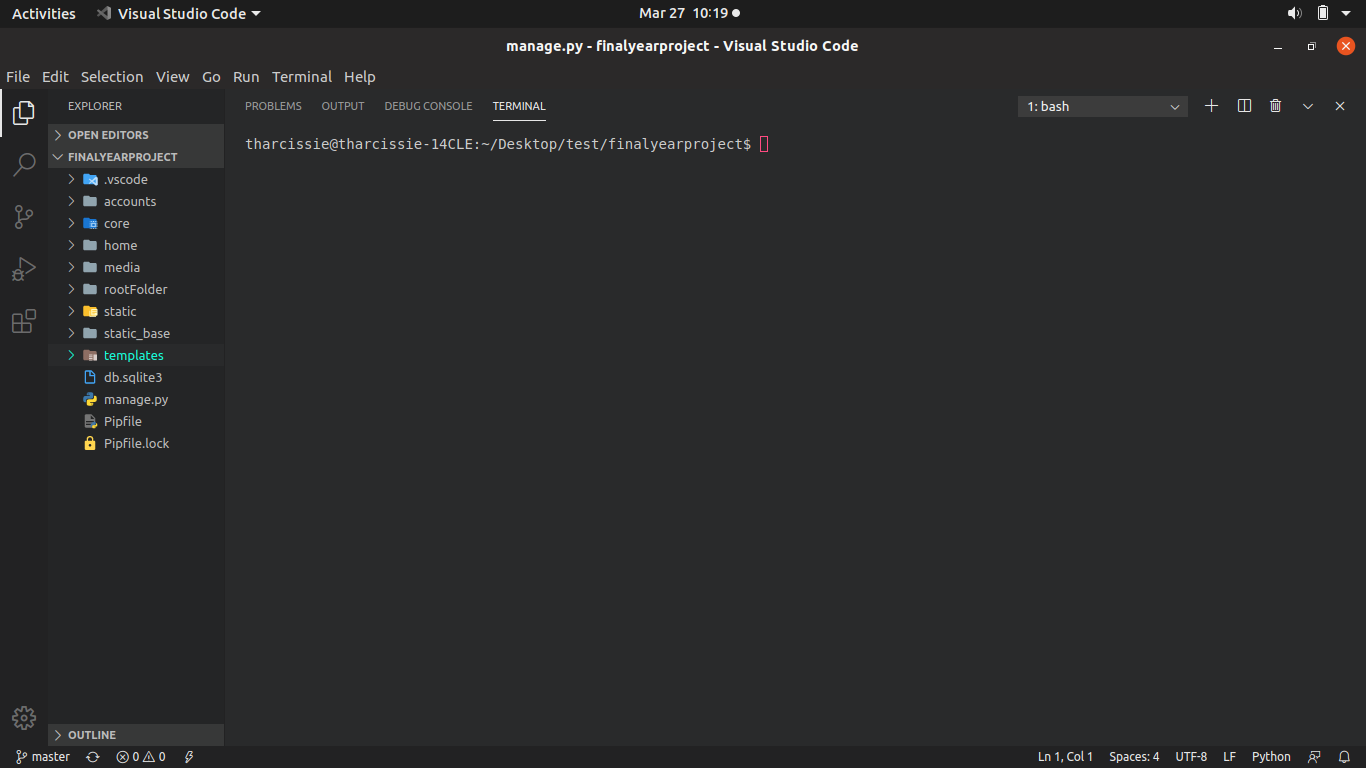 Activities Visual Studio Code Mar 27 10:19
manage.py - finalyearproject - Visual Studio Code
File Edit Selection View Go Run Terminal Help
EXPLORER PROBLEMS OUTPUT DEBUG CONSOLE TERMINAL 1: bash
OPEN EDITORS
tharcissie@tharcissie-14CLE:~/Desktop/test/finalyearproject$
FINALYEARPROJECT
.vscode
accounts
core
home
media
rootFolder
static
static_base
templates
db.sqlite3
manage.py
Pipfile
Pipfile.lock
OUTLINE
master 0 0 Ln 1, Col 1 Spaces: 4 UTF-8 LF Python